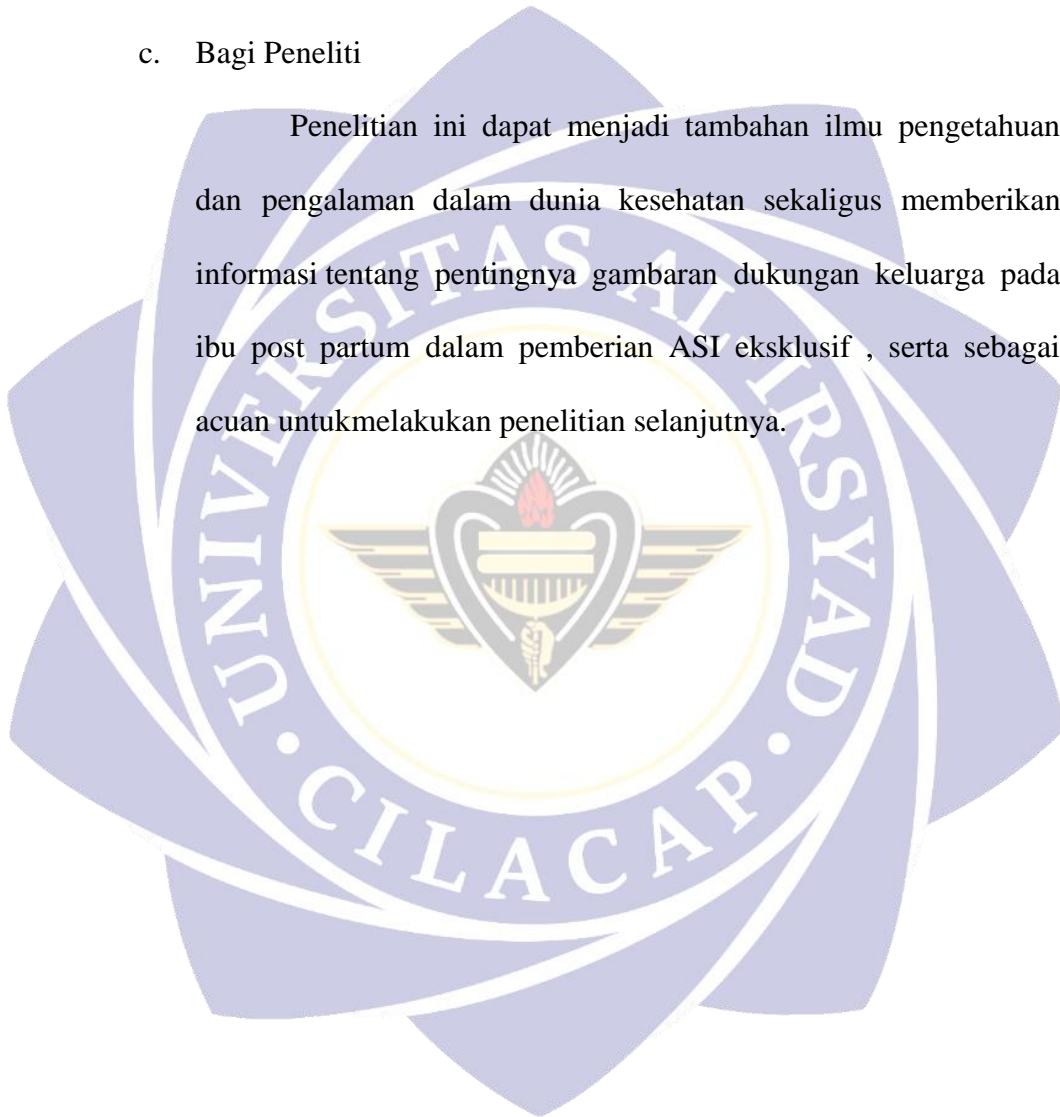 c. Bagi Peneliti
Penelitian ini dapat menjadi tambahan ilmu pengetahuan
dan pengalaman dalam dunia kesehatan sekaligus memberikan
informasi tentang pentingnya gambaran dukungan keluarga pada
ibu post partum dalam pemberian ASI eksklusif , serta sebagai
acuan untukmelakukan penelitian selanjutnya.
UNIVERSITAS AL IRSYAD
• CILACAP •